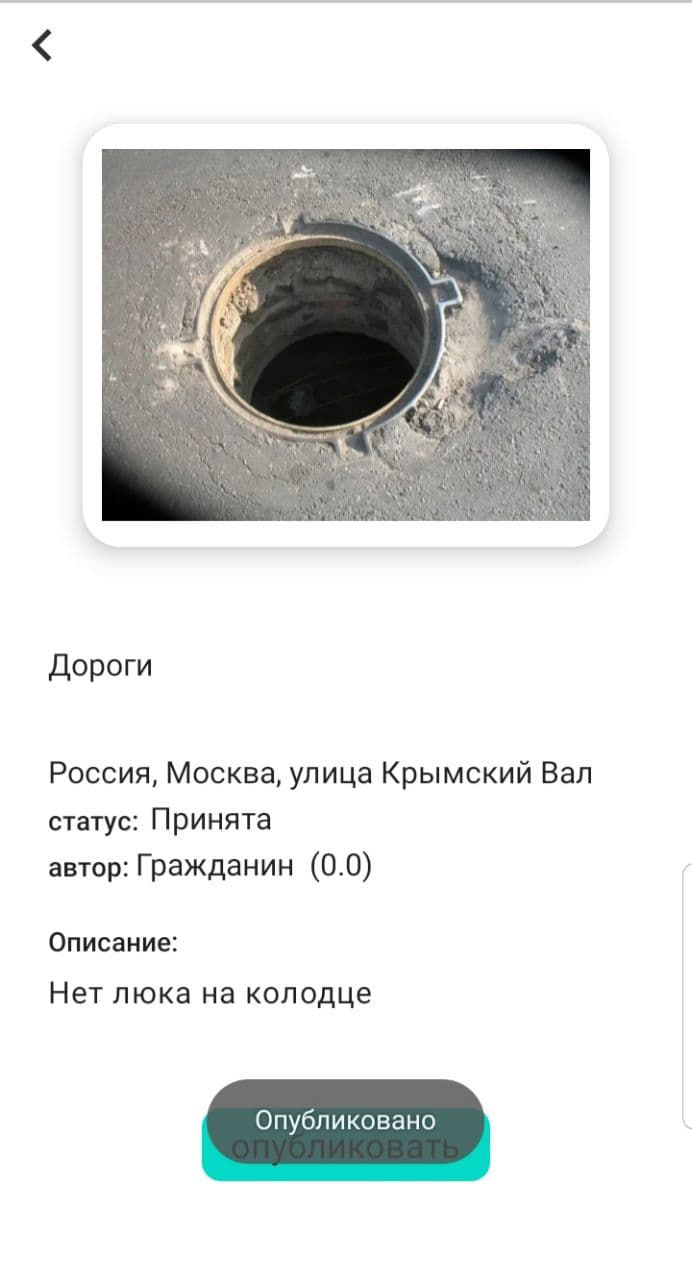 Дороги
Россия, Москва, улица Крымский Вал
статус: Принята
автор: Гражданин (0.0)
Описание:
Нет люка на колодце
Опубликовано
опубликовать